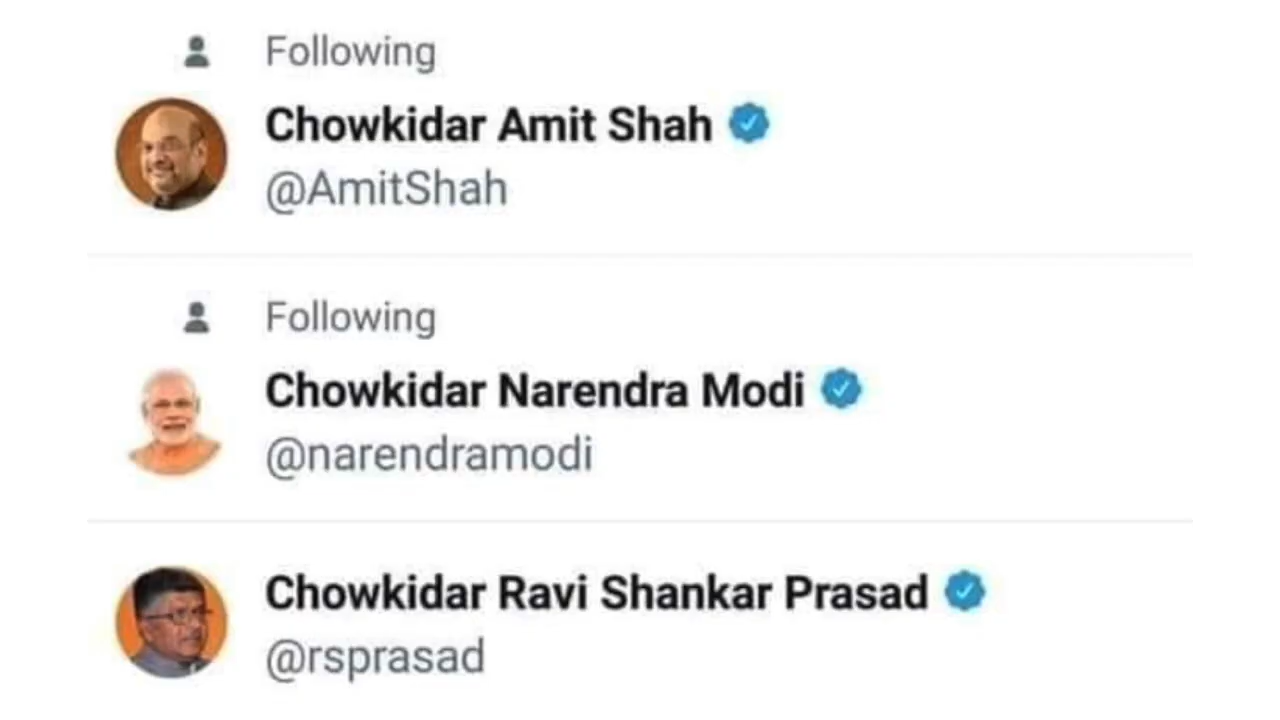 Following
Chowkidar Amit Shah
@AmitShah
Following
Chowkidar Narendra Modi
@narendramodi
Chowkidar Ravi Shankar Prasad
@rsprasad